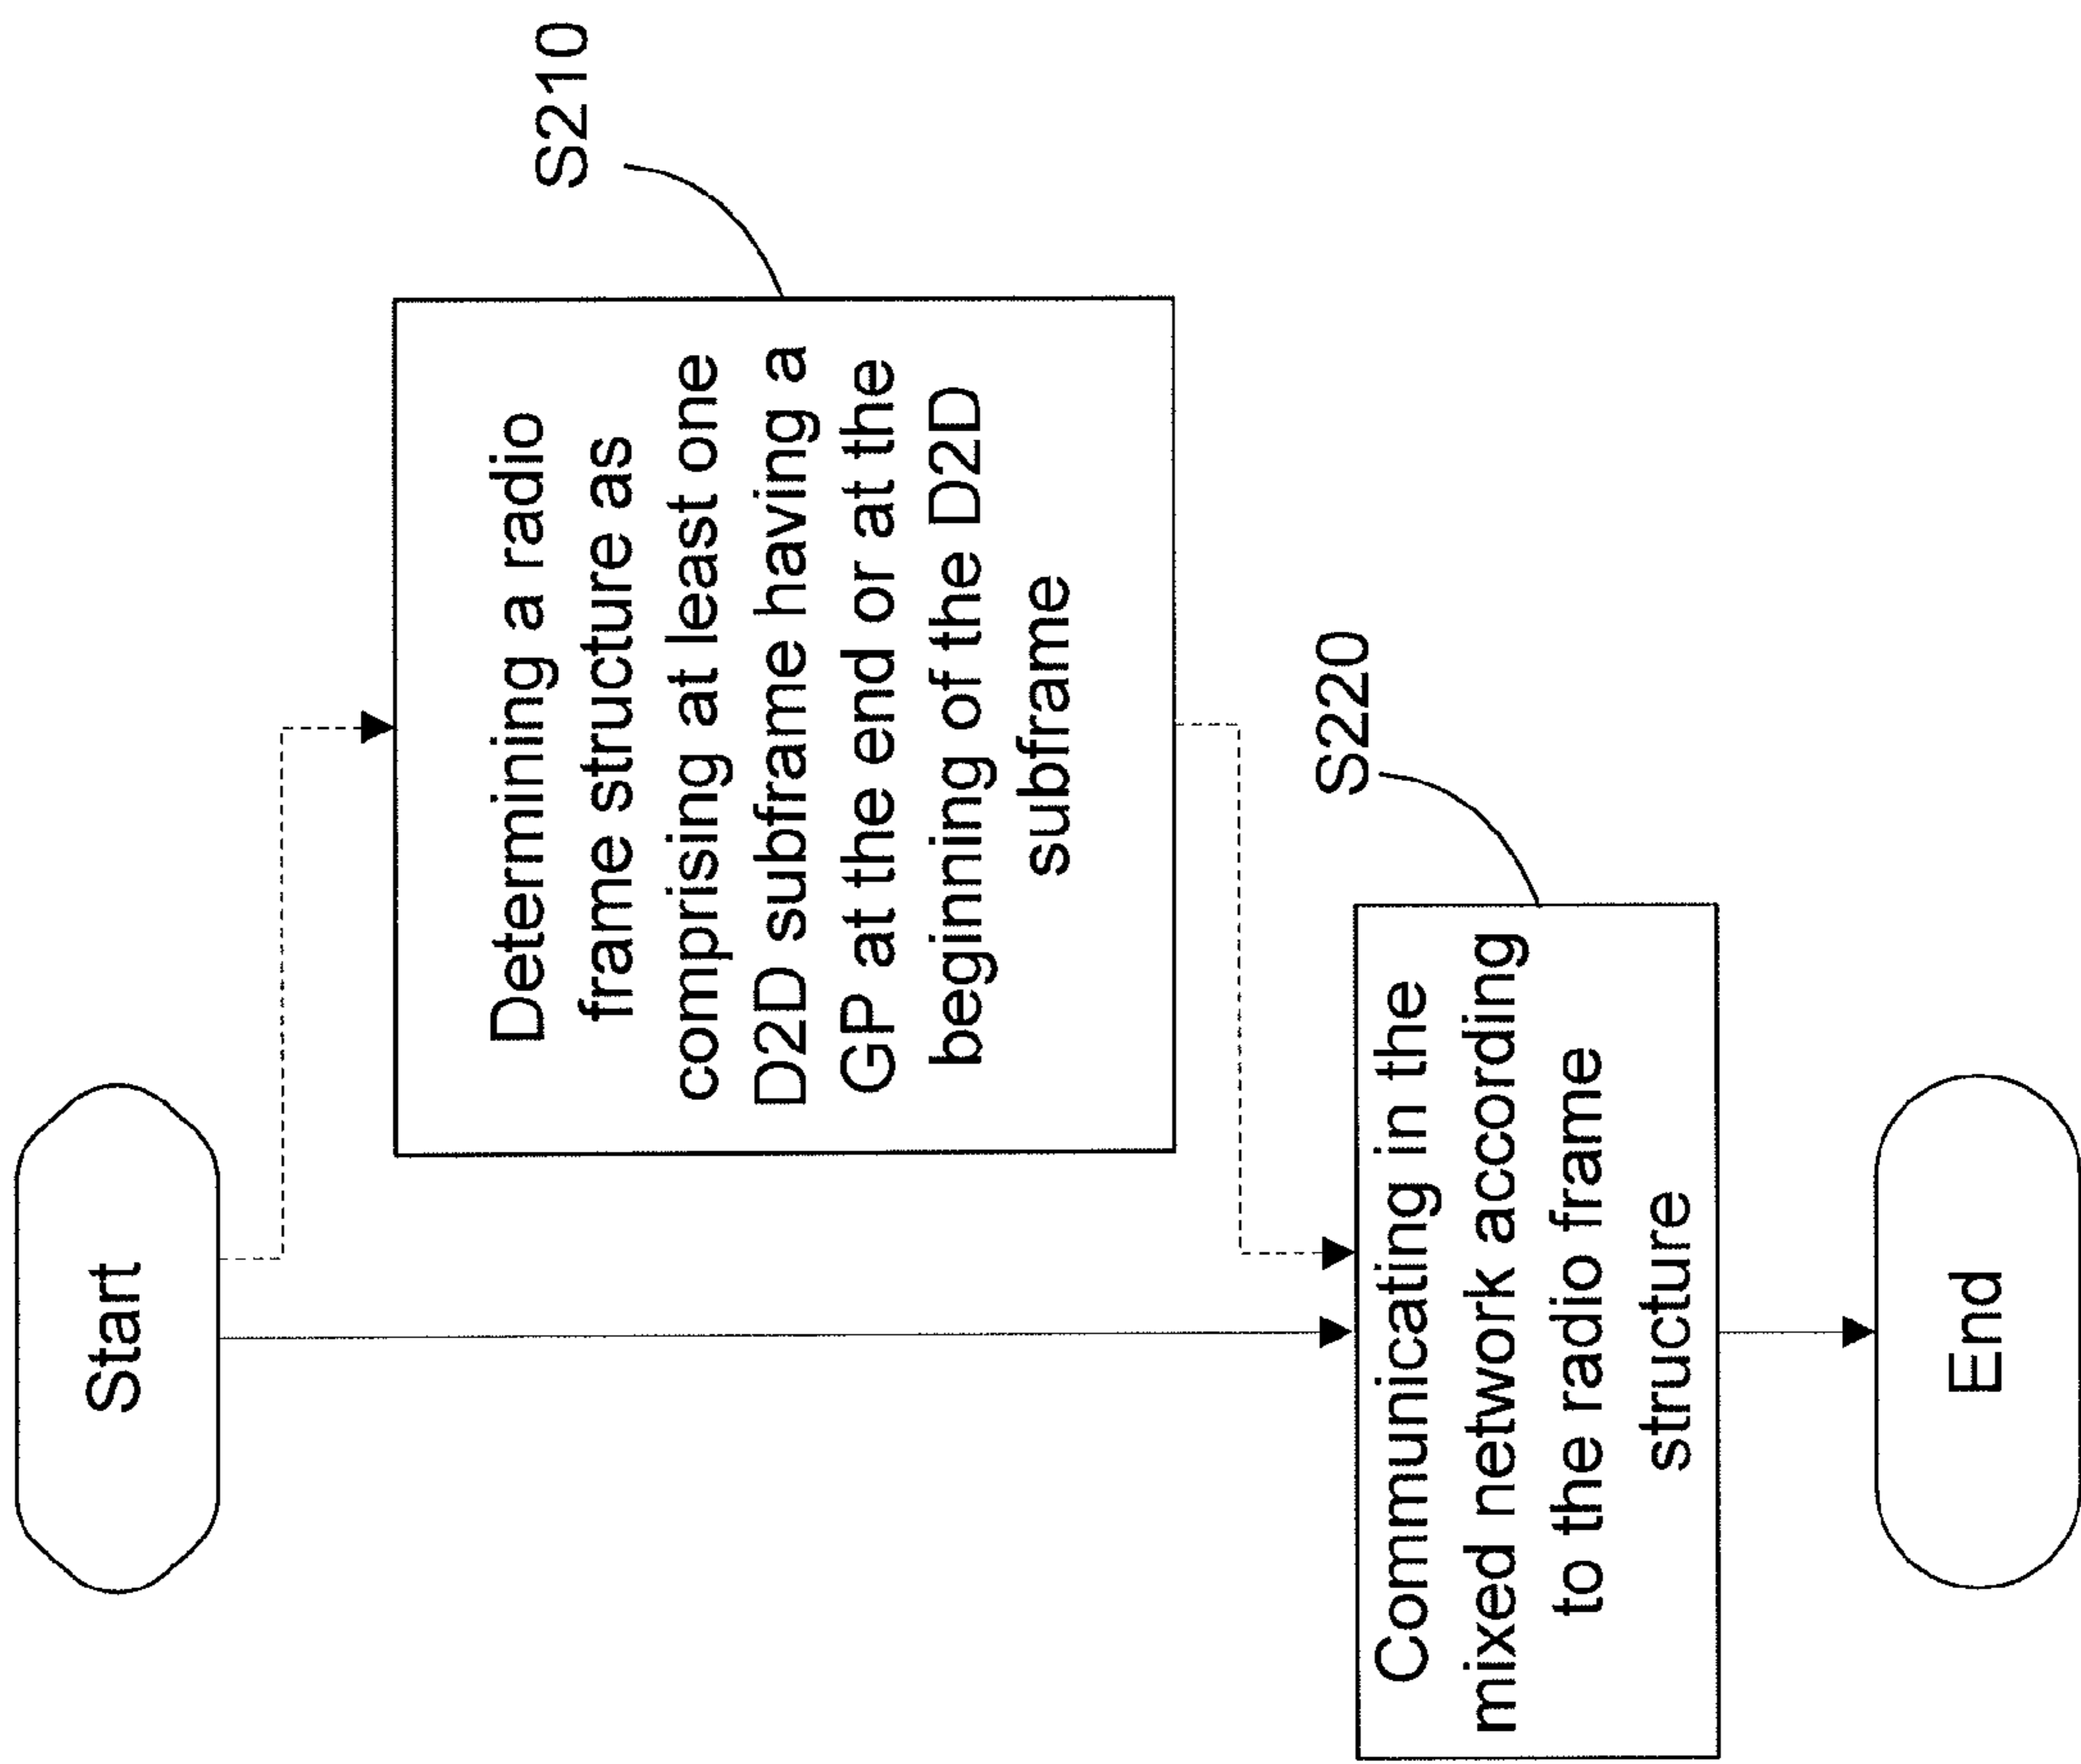 Start
S210
Determining a radio
frame structure as
comprising at least one
D2D subframe having a
GP at the end or at the
beginning of the D2D
subframe
S220
Communicating in the
mixed network according
to the radio frame
structure
End